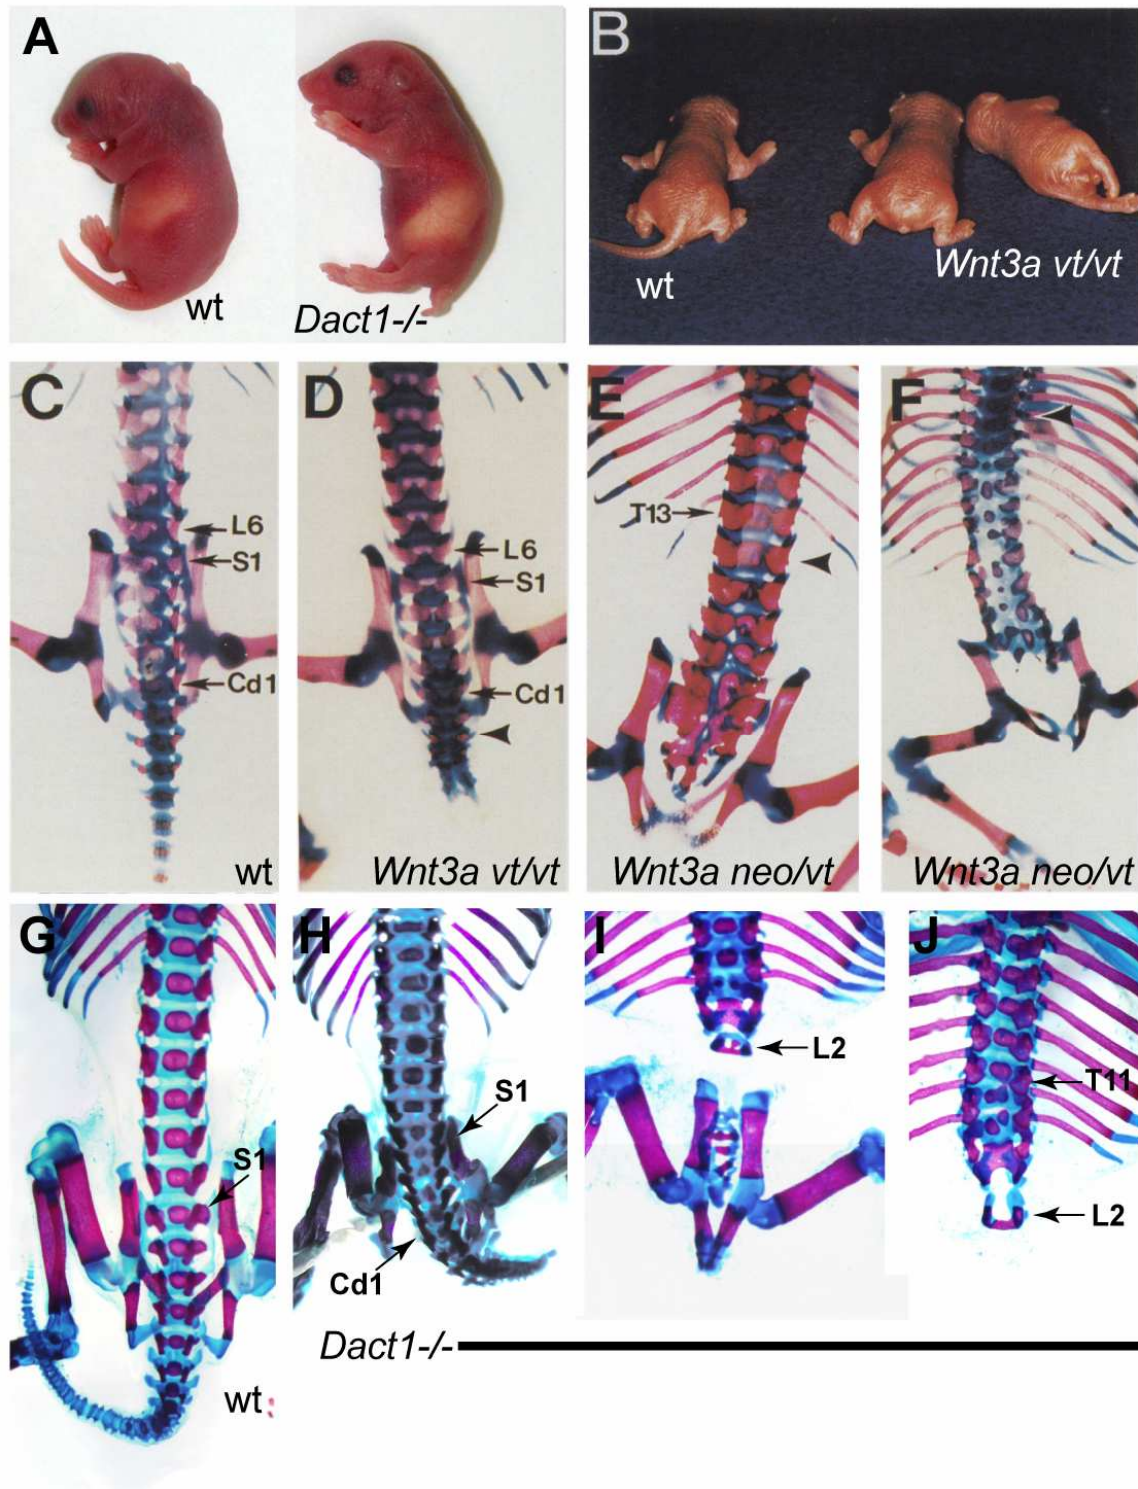 A
wt
Dact1-/-
B
wt
Wnt3a vt/vt
C
L6
S1
Cd1
wt
D
L6
S1
Cd1
Wnt3a vt/vt
E
T13
Wnt3a neo/vt
F
Wnt3a neo/vt
G
S1
wt
H
S1
Cd1
I
L2
J
T11
L2
Dact1-/-